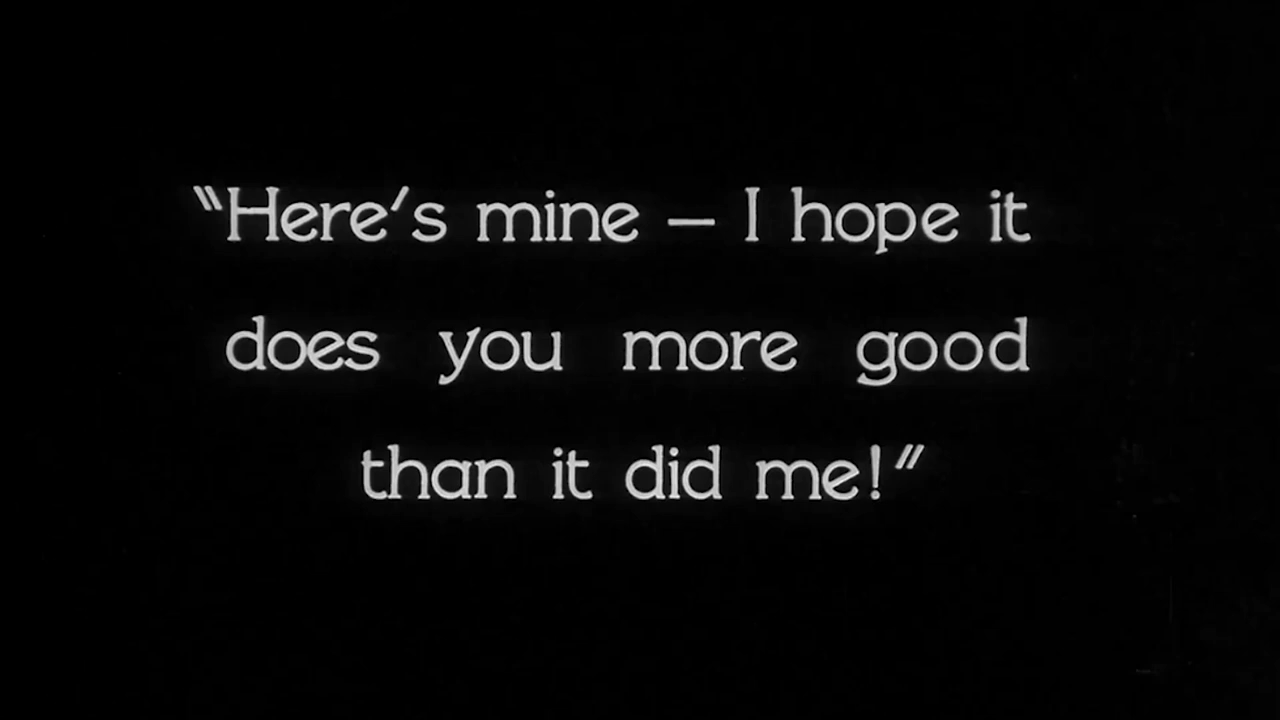 "Here's mine — I hope it
does you more good
than it did me!"